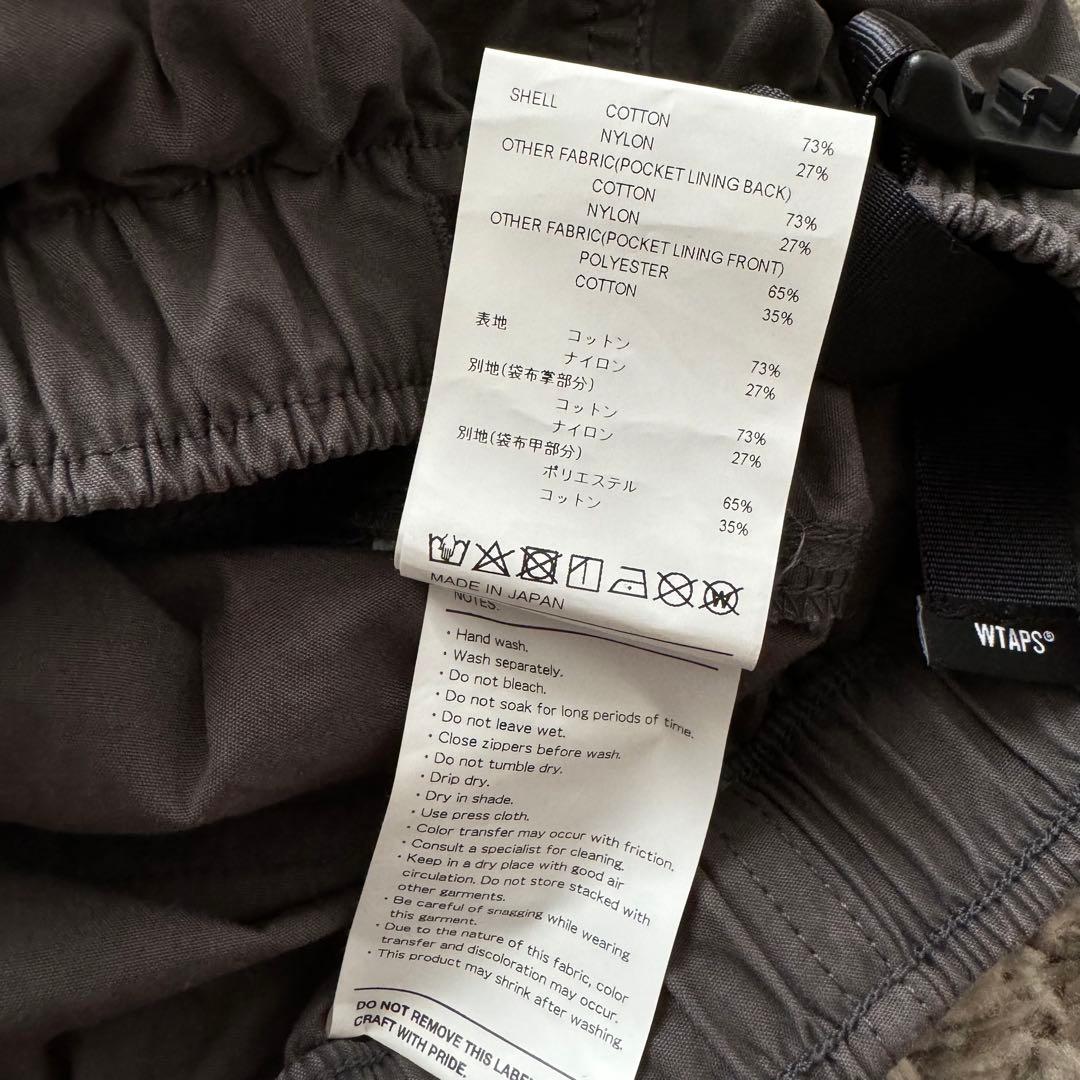 SHELL COTTON 73%
NYLON 27%
OTHER FABRIC(POCKET LINING BACK)
COTTON 73%
NYLON 27%
OTHER FABRIC(POCKET LINING FRONT)
POLYESTER 65%
COTTON 35%
表地 コットン 73%
ナイロン 27%
別地(袋布掌部分)
コットン 73%
ナイロン 27%
別地(袋布甲部分)
ポリエステル 65%
コットン 35%
W
MADE IN JAPAN
NOTES:
・Hand wash.
・Wash separately.
・Do not bleach.
・Do not soak for long periods of time.
・Do not leave wet.
・Close zippers before wash.
・Do not tumble dry.
・Drip dry.
・Dry in shade.
・Use press cloth.
・Color transfer may occur with friction.
・Consult a specialist for cleaning.
・Keep in a dry place with good air
circulation. Do not store stacked with
other garments.
・Be careful of snagging while wearing
this garment.
・Due to the nature of this fabric, color
transfer and discoloration may occur.
・This product may shrink after washing.
DO NOT REMOVE THIS LABEL
CRAFT WITH PRIDE.
WTAPS®